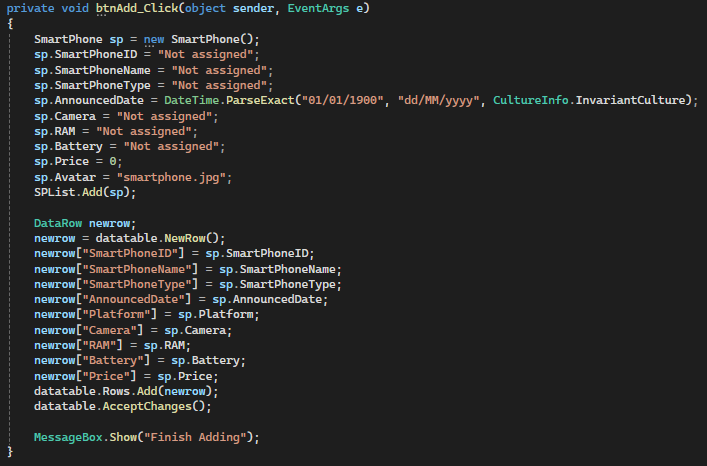 private void btnAdd_Click(object sender, EventArgs e)
{
    SmartPhone sp = new SmartPhone();
    sp.SmartPhoneID = "Not assigned";
    sp.SmartPhoneName = "Not assigned";
    sp.SmartPhoneType = "Not assigned";
    sp.AnnouncedDate = DateTime.ParseExact("01/01/1900", "dd/MM/yyyy", CultureInfo.InvariantCulture);
    sp.Camera = "Not assigned";
    sp.RAM = "Not assigned";
    sp.Battery = "Not assigned";
    sp.Price = 0;
    sp.Avatar = "smartphone.jpg";
    SPList.Add(sp);

    DataRow newrow;
    newrow = datatable.NewRow();
    newrow["SmartPhoneID"] = sp.SmartPhoneID;
    newrow["SmartPhoneName"] = sp.SmartPhoneName;
    newrow["SmartPhoneType"] = sp.SmartPhoneType;
    newrow["AnnouncedDate"] = sp.AnnouncedDate;
    newrow["Platform"] = sp.Platform;
    newrow["Camera"] = sp.Camera;
    newrow["RAM"] = sp.RAM;
    newrow["Battery"] = sp.Battery;
    newrow["Price"] = sp.Price;
    datatable.Rows.Add(newrow);
    datatable.AcceptChanges();

    MessageBox.Show("Finish Adding");
}